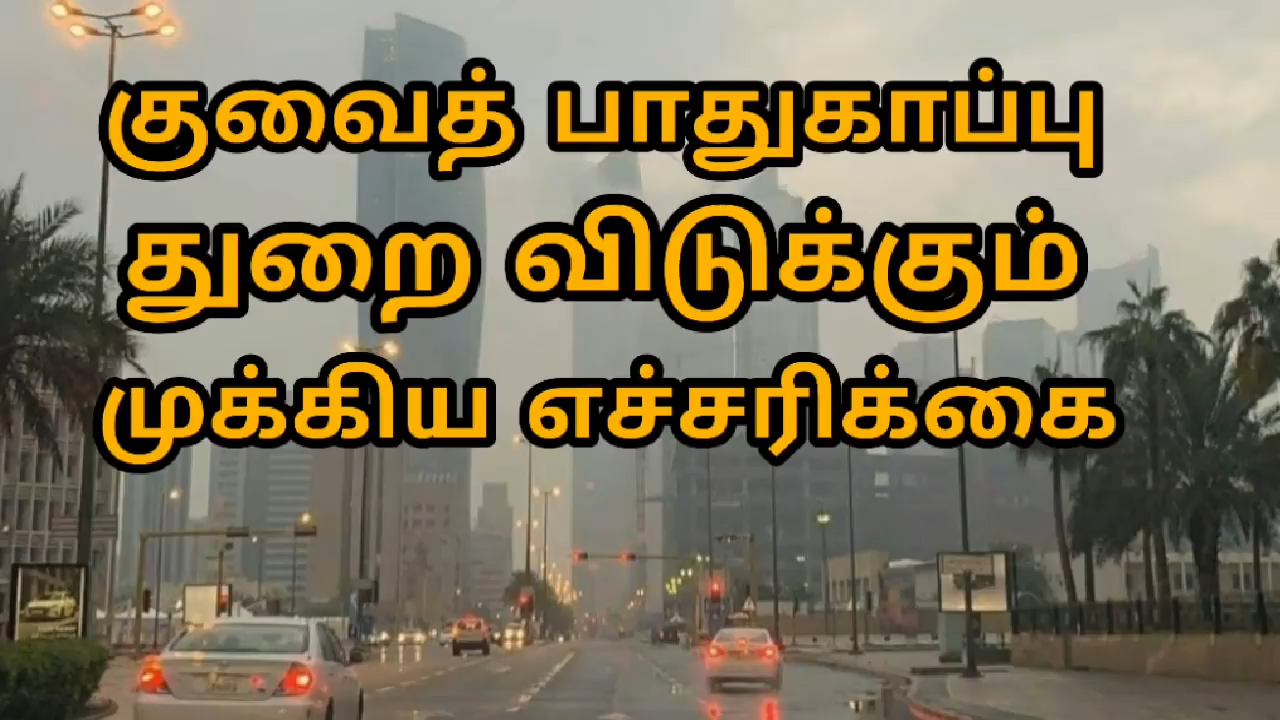 குவைத் பாதுகாப்பு
துறை விடுக்கும்
முக்கிய எச்சரிக்கை